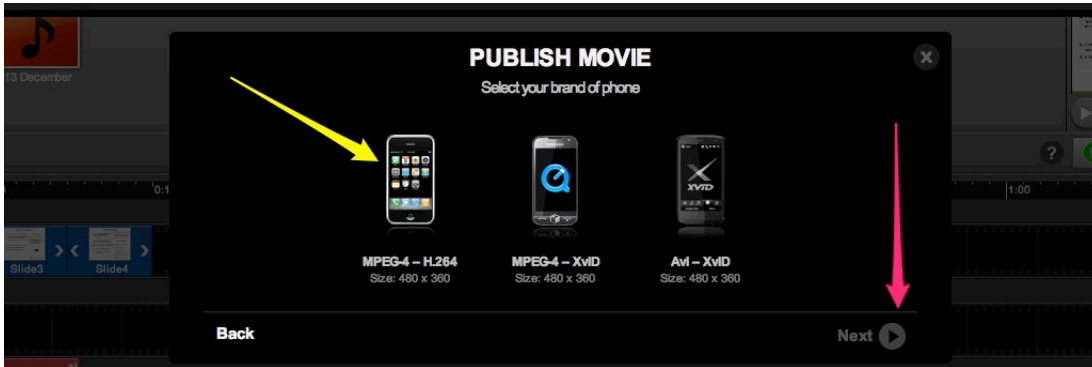 PUBLISH MOVIE
Select your brand of phone
13 December
?
0:1
1:00
XVID
Slide3
Slide4
MPEG-4 – H.264
MPEG-4 – XviD
Avi – XviD
Size: 480 x 360
Size: 480 x 360
Size: 480 x 360
Back
Next